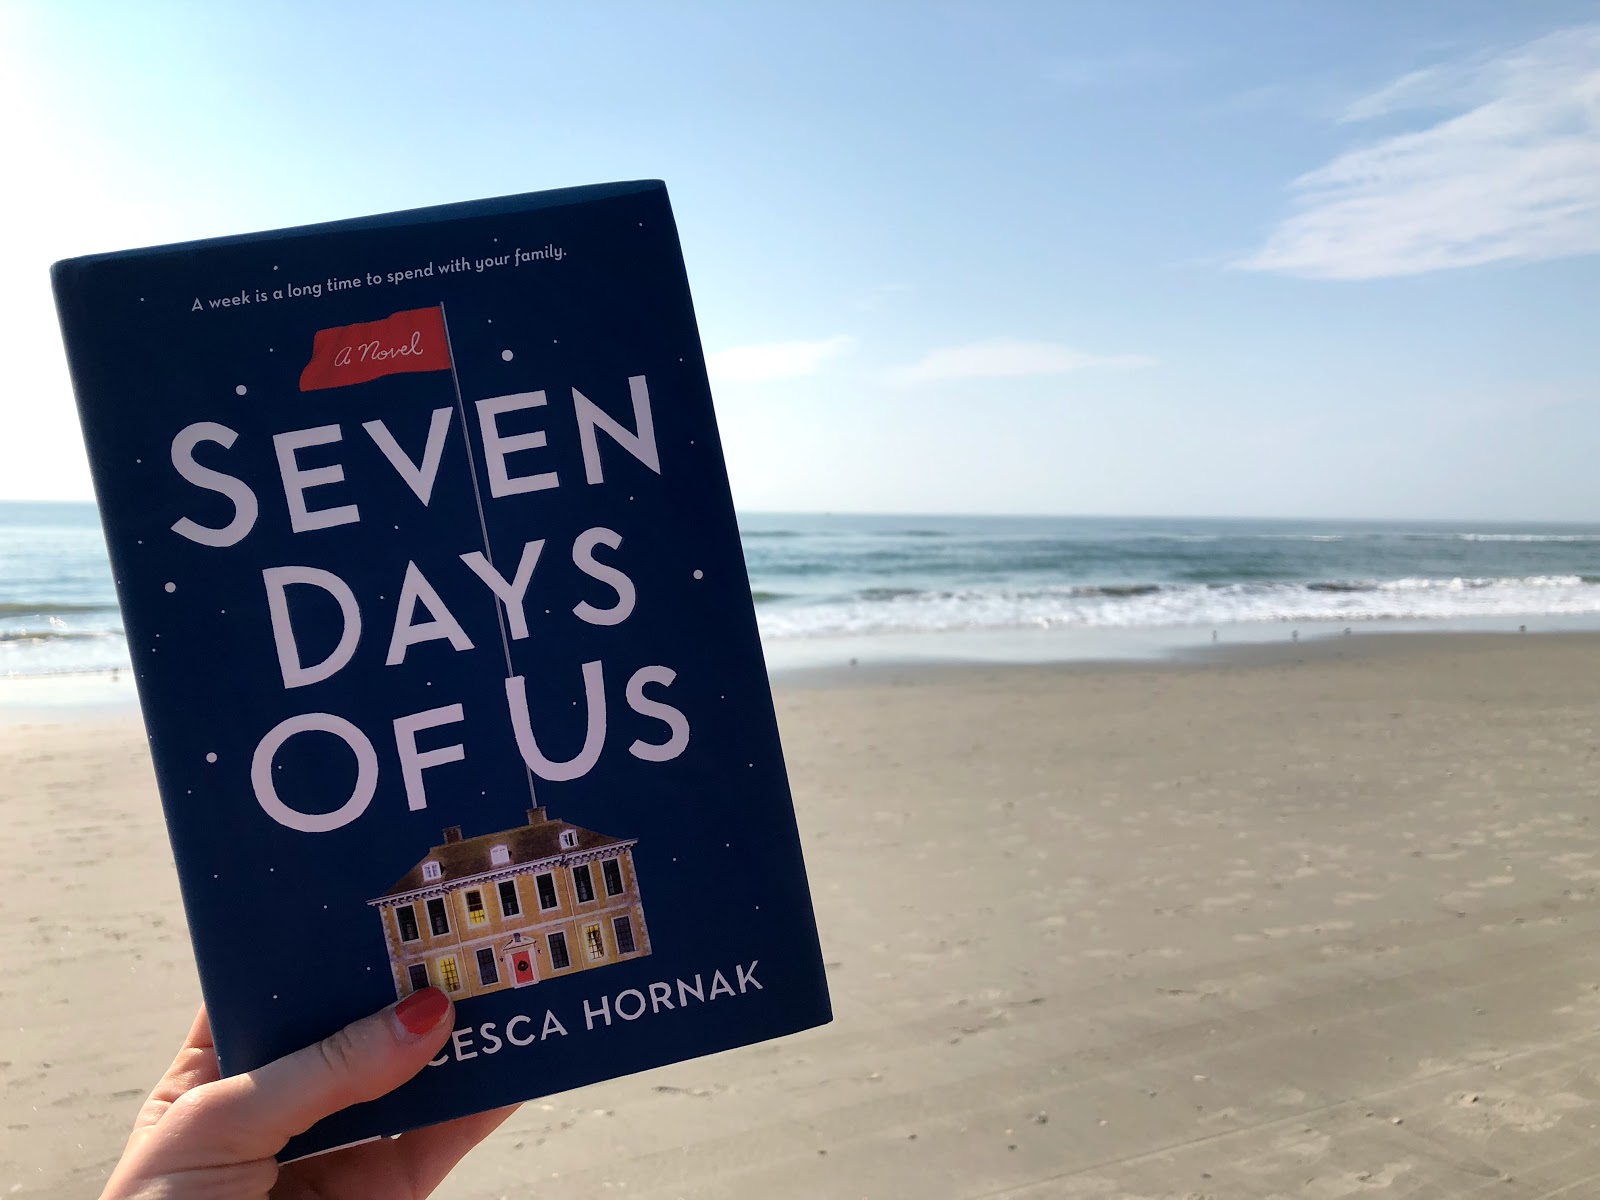 A week is a long time to spend with your family.
A Novel
SEVEN
DAYS
OF US
CESCA HORNAK